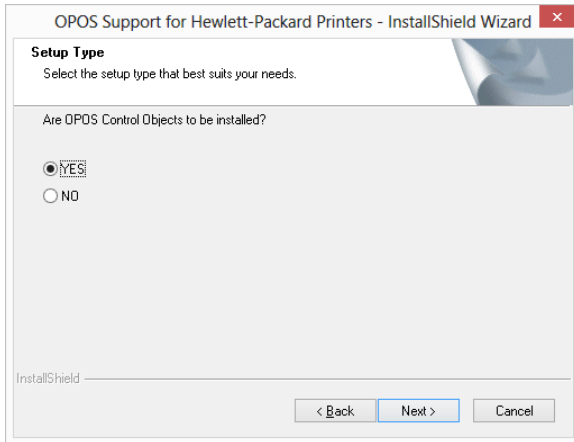 OPOS Support for Hewlett-Packard Printers - InstallShield Wizard
Setup Type
Select the setup type that best suits your needs.
Are OPOS Control Objects to be installed?
YES
NO
InstallShield
< Back Next > Cancel